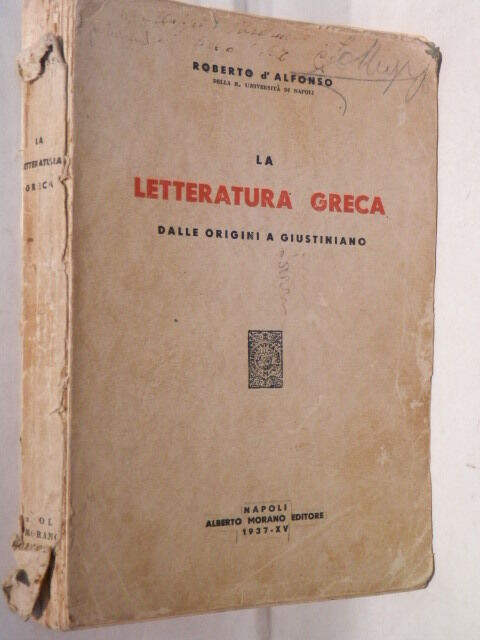 ROBERTO d' ALFONSO
DELLA R. UNIVERSITÀ DI NAPOLI
LA
LETTERATURA GRECA
DALLE ORIGINI A GIUSTINIANO
NAPOLI
ALBERTO MORANO EDITORE
1937-XV
LA
LETTERATURA
GRECA
MORANO